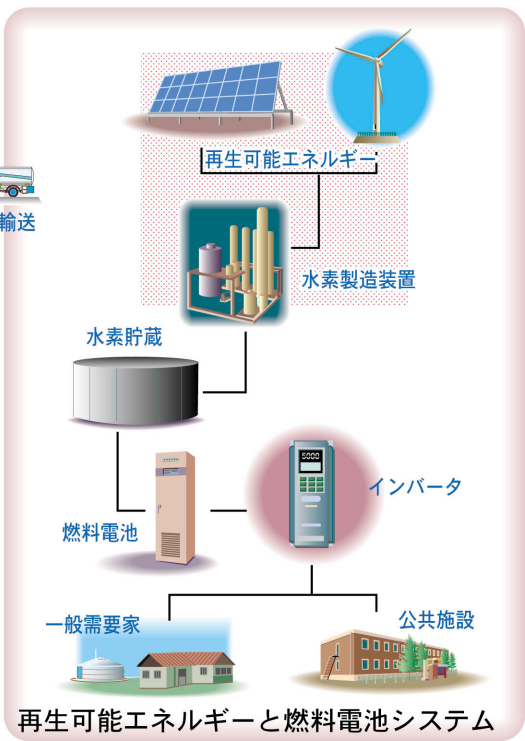 再生可能エネルギー
輸送
水素製造装置
水素貯蔵
5000
インバータ
燃料電池
一般需要家
公共施設
再生可能エネルギーと燃料電池システム